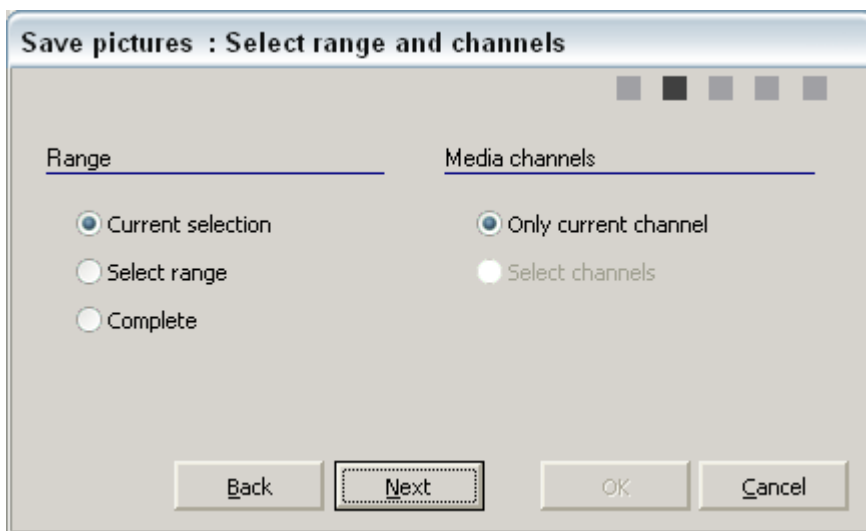 Save pictures : Select range and channels
Range
Media channels
Current selection
Only current channel
Select range
Select channels
Complete
Back
Next
OK
Cancel